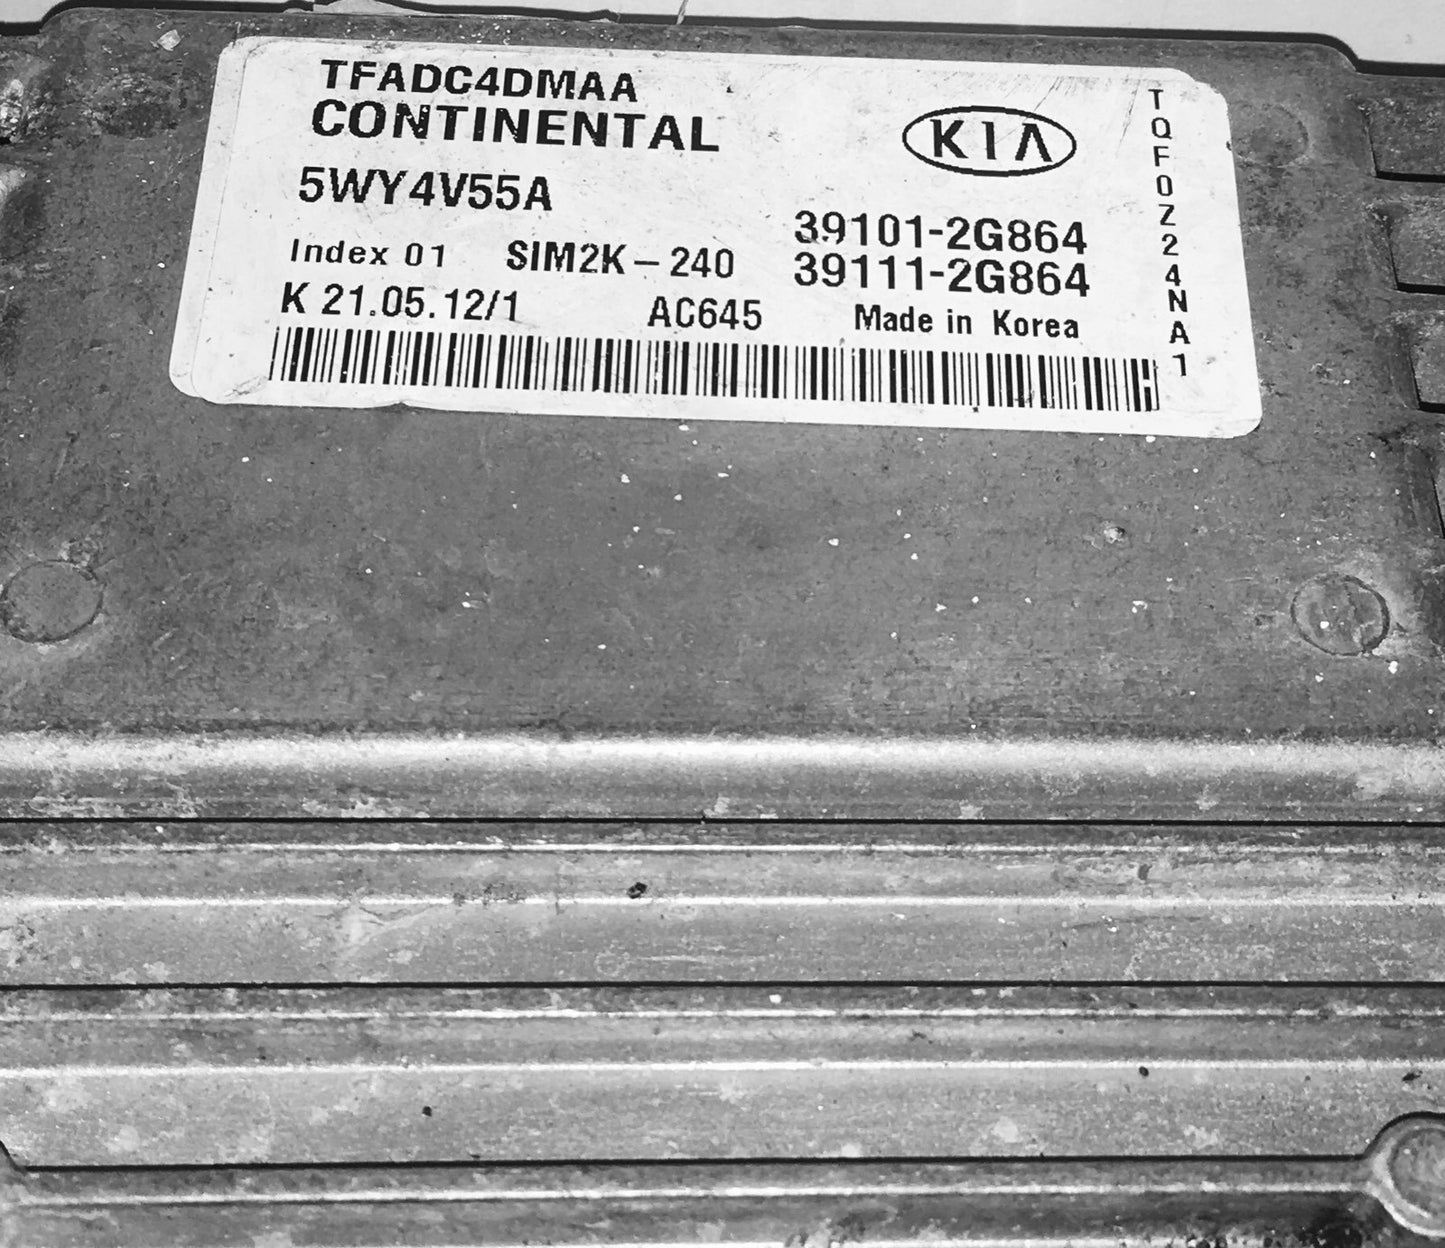 TFADC4DMAA
CONTINENTAL
KIA
5WY4V55A
39101-2G864
Index 01 SIM2K-240 39111-2G864
K 21.05.12/1 AC645 Made in Korea
TQF0Z24NA1